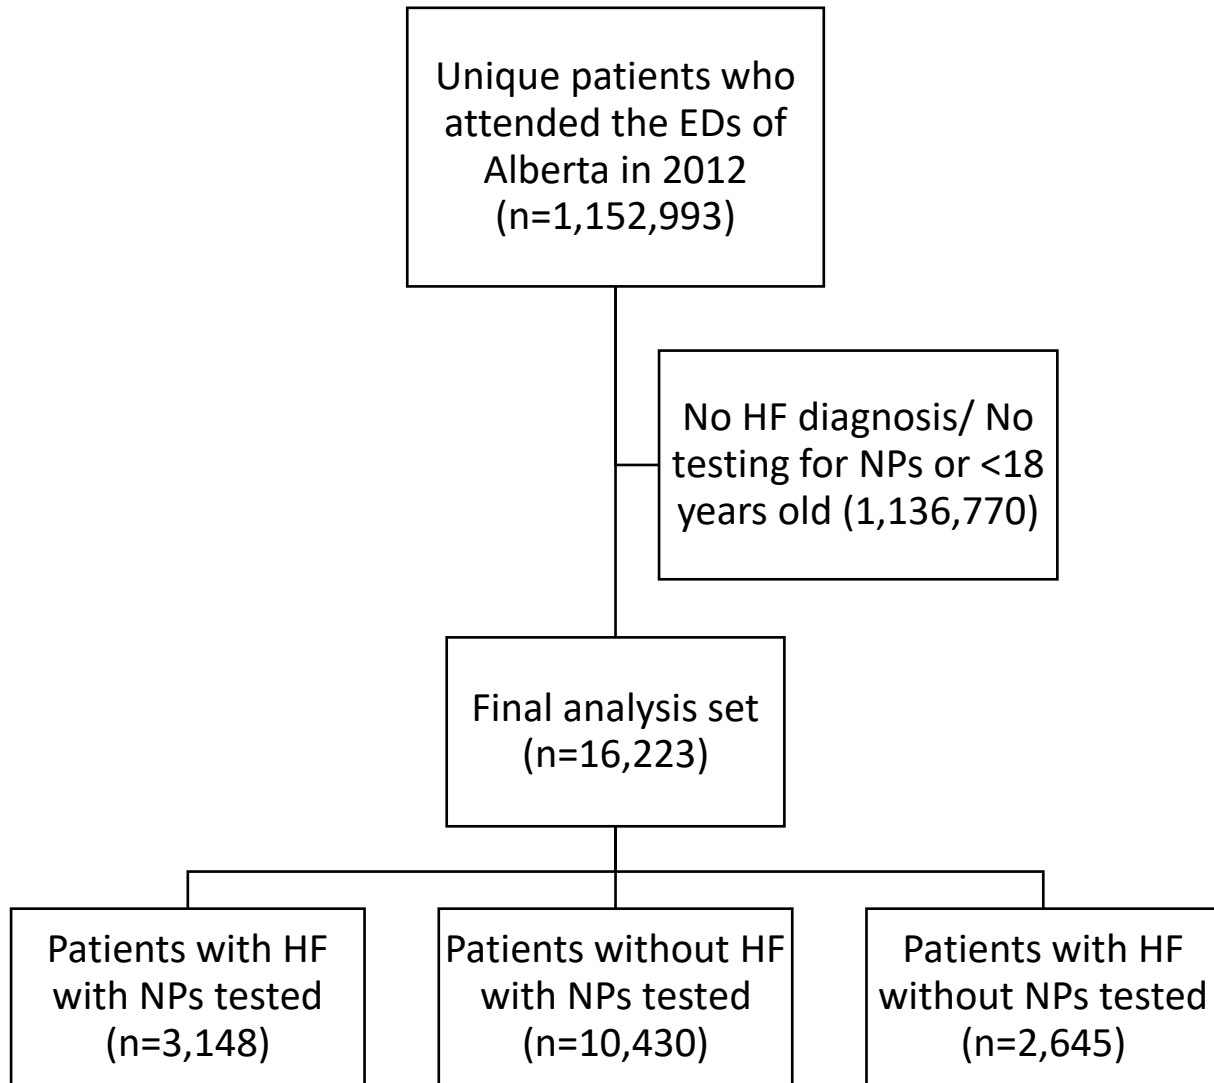 Unique patients who
attended the EDs of
Alberta in 2012
(n=1,152,993)
No HF diagnosis/ No
testing for NPs or <18
years old (1,136,770)
Final analysis set
(n=16,223)
Patients with HF
with NPs tested
(n=3,148)
Patients without HF
with NPs tested
(n=10,430)
Patients with HF
without NPs tested
(n=2,645)